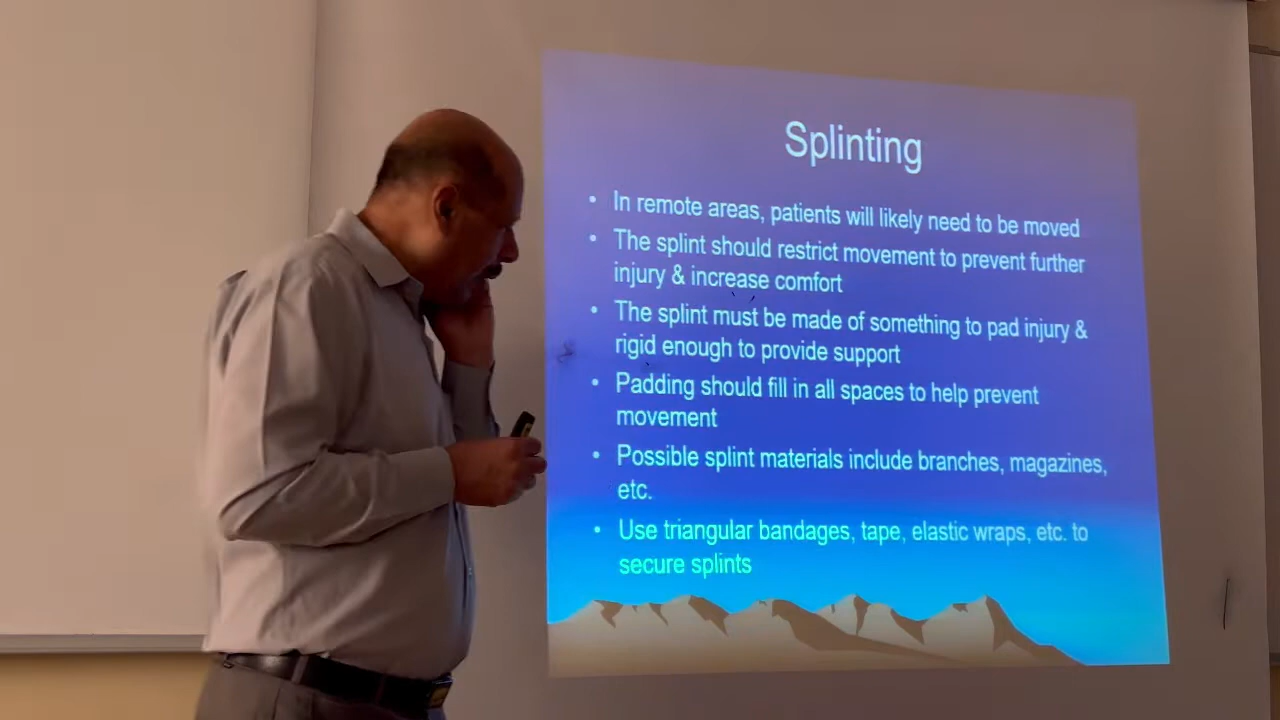 Splinting
• In remote areas, patients will likely need to be moved
• The splint should restrict movement to prevent further
injury & increase comfort
• The splint must be made of something to pad injury &
rigid enough to provide support
• Padding should fill in all spaces to help prevent
movement
• Possible splint materials include branches, magazines,
etc.
• Use triangular bandages, tape, elastic wraps, etc. to
secure splints